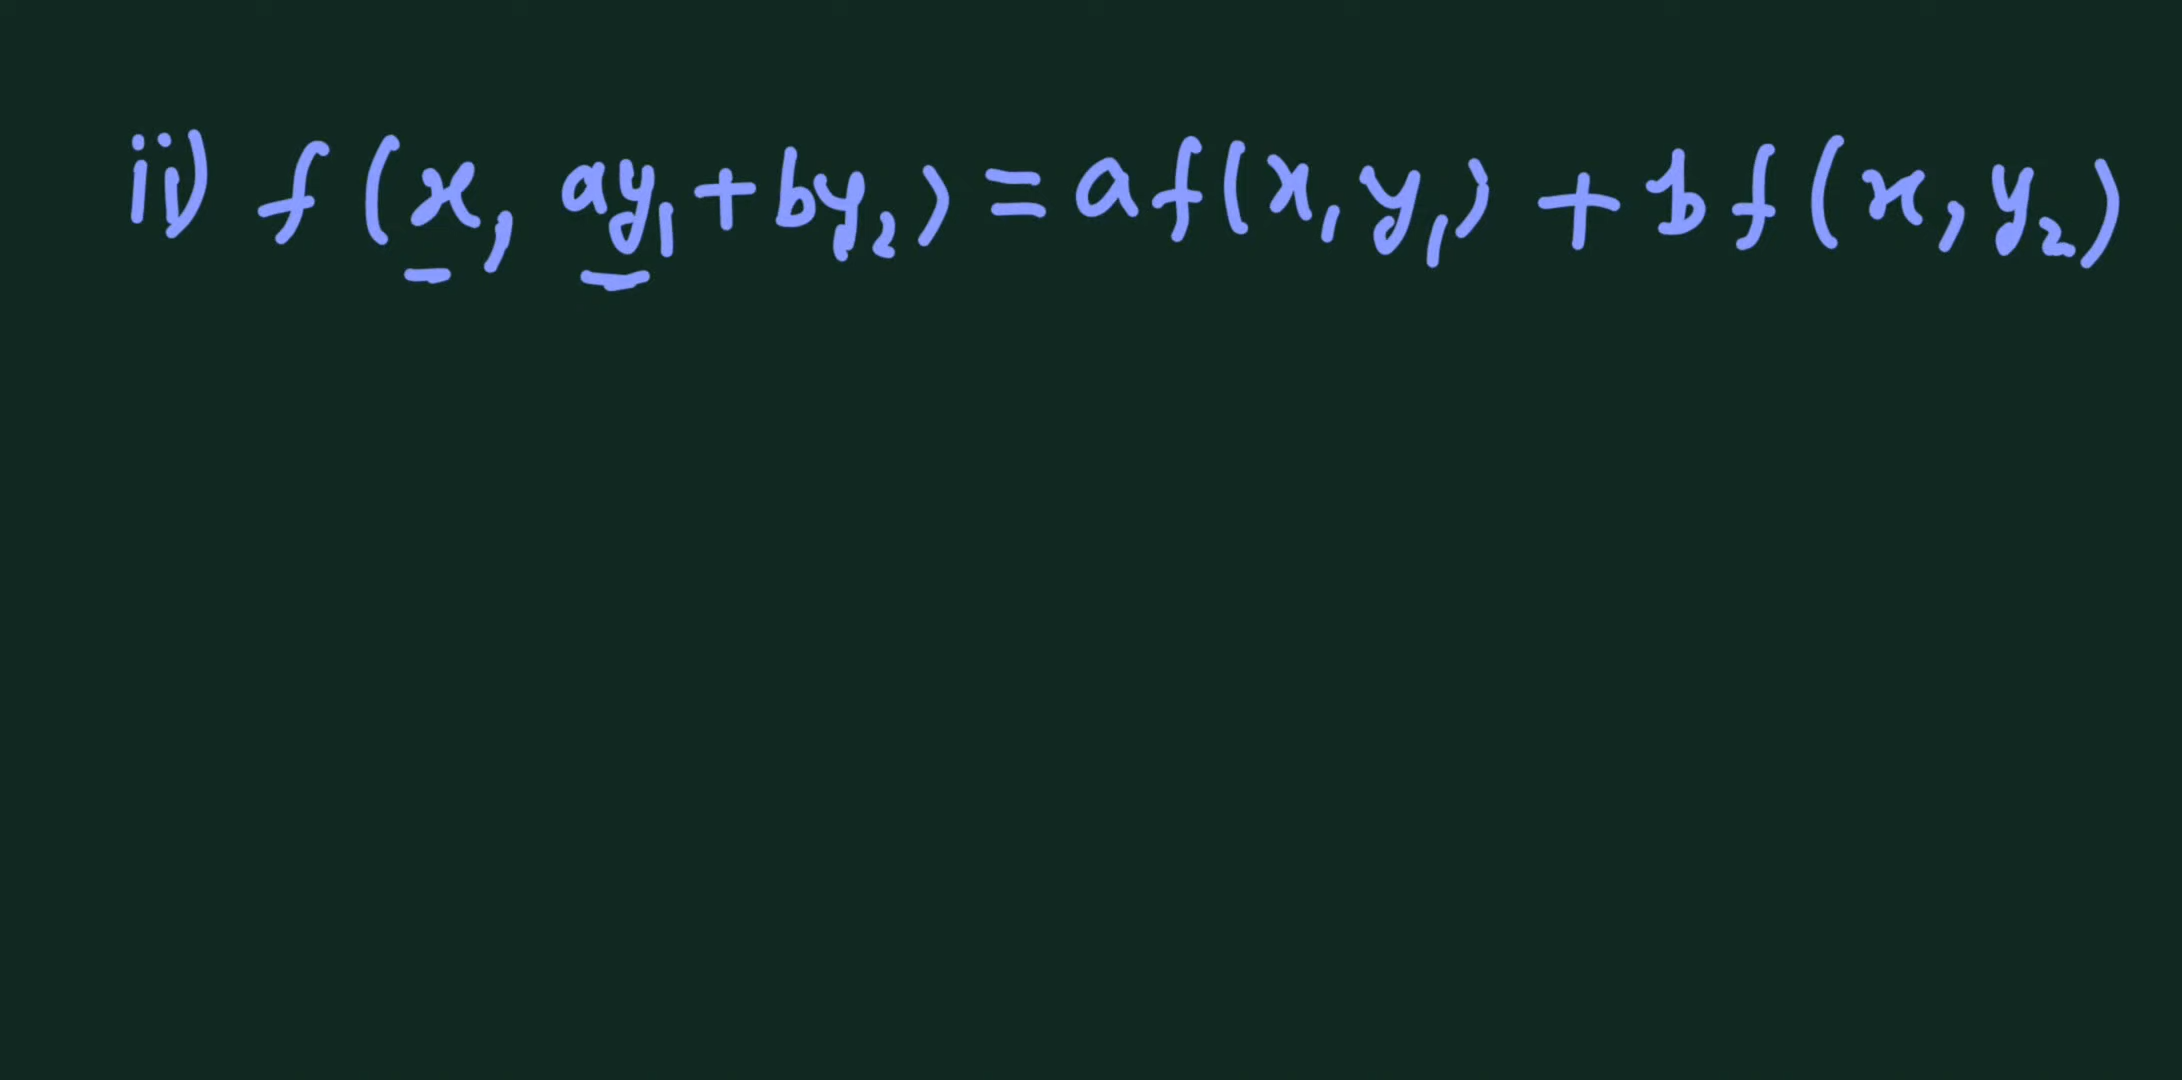 ii) f(x, ay₁+by₂) = af(x,y₁) + bf(x,y₂)